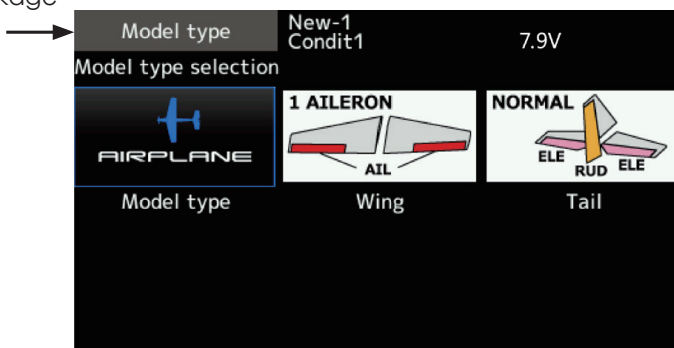 Model type
New-1
Condit1
7.9V
Model type selection
AIRPLANE
1 AILERON
AIL
NORMAL
ELE
RUD
ELE
Model type
Wing
Tail